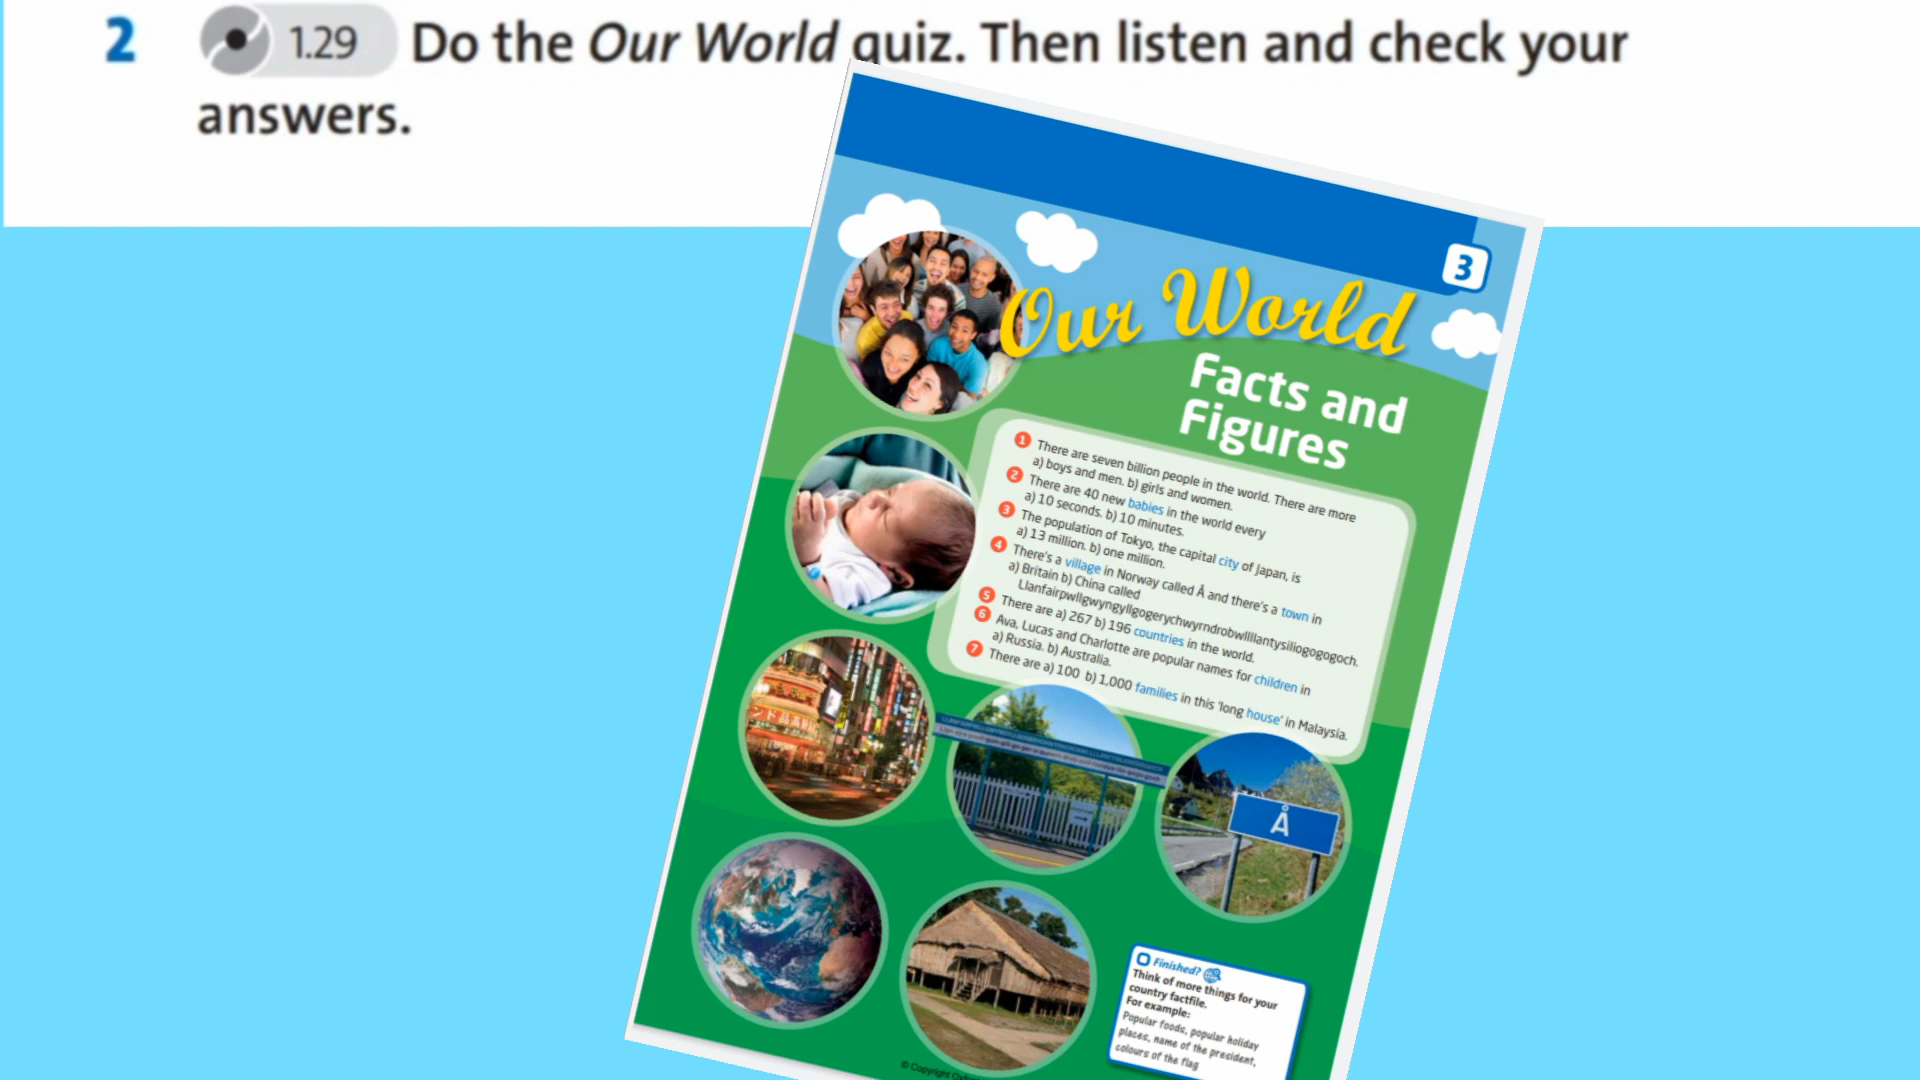 2 1.29 Do the Our World quiz. Then listen and check your
answers.
3
Our World
Facts and
Figures
1 There are seven billion people in the world. There are more
a) boys and men. b) girls and women.
2 There are 40 new babies in the world every
a) 10 seconds. b) 10 minutes.
3 The population of Tokyo, the capital city of Japan, is
a) 13 million. b) one million.
4 There's a village in Norway called Å and there's a town in
a) Britain b) China called
Llanfairpwllgwyngyllgogerychwyrndrobwllllantysiliogogogoch.
5 There are a) 267 b) 196 countries in the world.
6 Ava, Lucas and Charlotte are popular names for children in
a) Russia. b) Australia.
7 There are a) 100 b) 1,000 families in this 'long house' in Malaysia.
Å
Finished?
Think of more things for your
country factfile.
For example:
Popular foods, popular holiday
places, name of the president,
colours of the flag
© Copyright